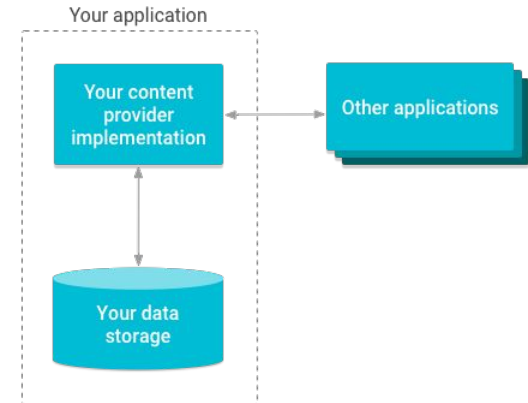 Your application
Your content
provider
implementation
Other applications
Your data
storage